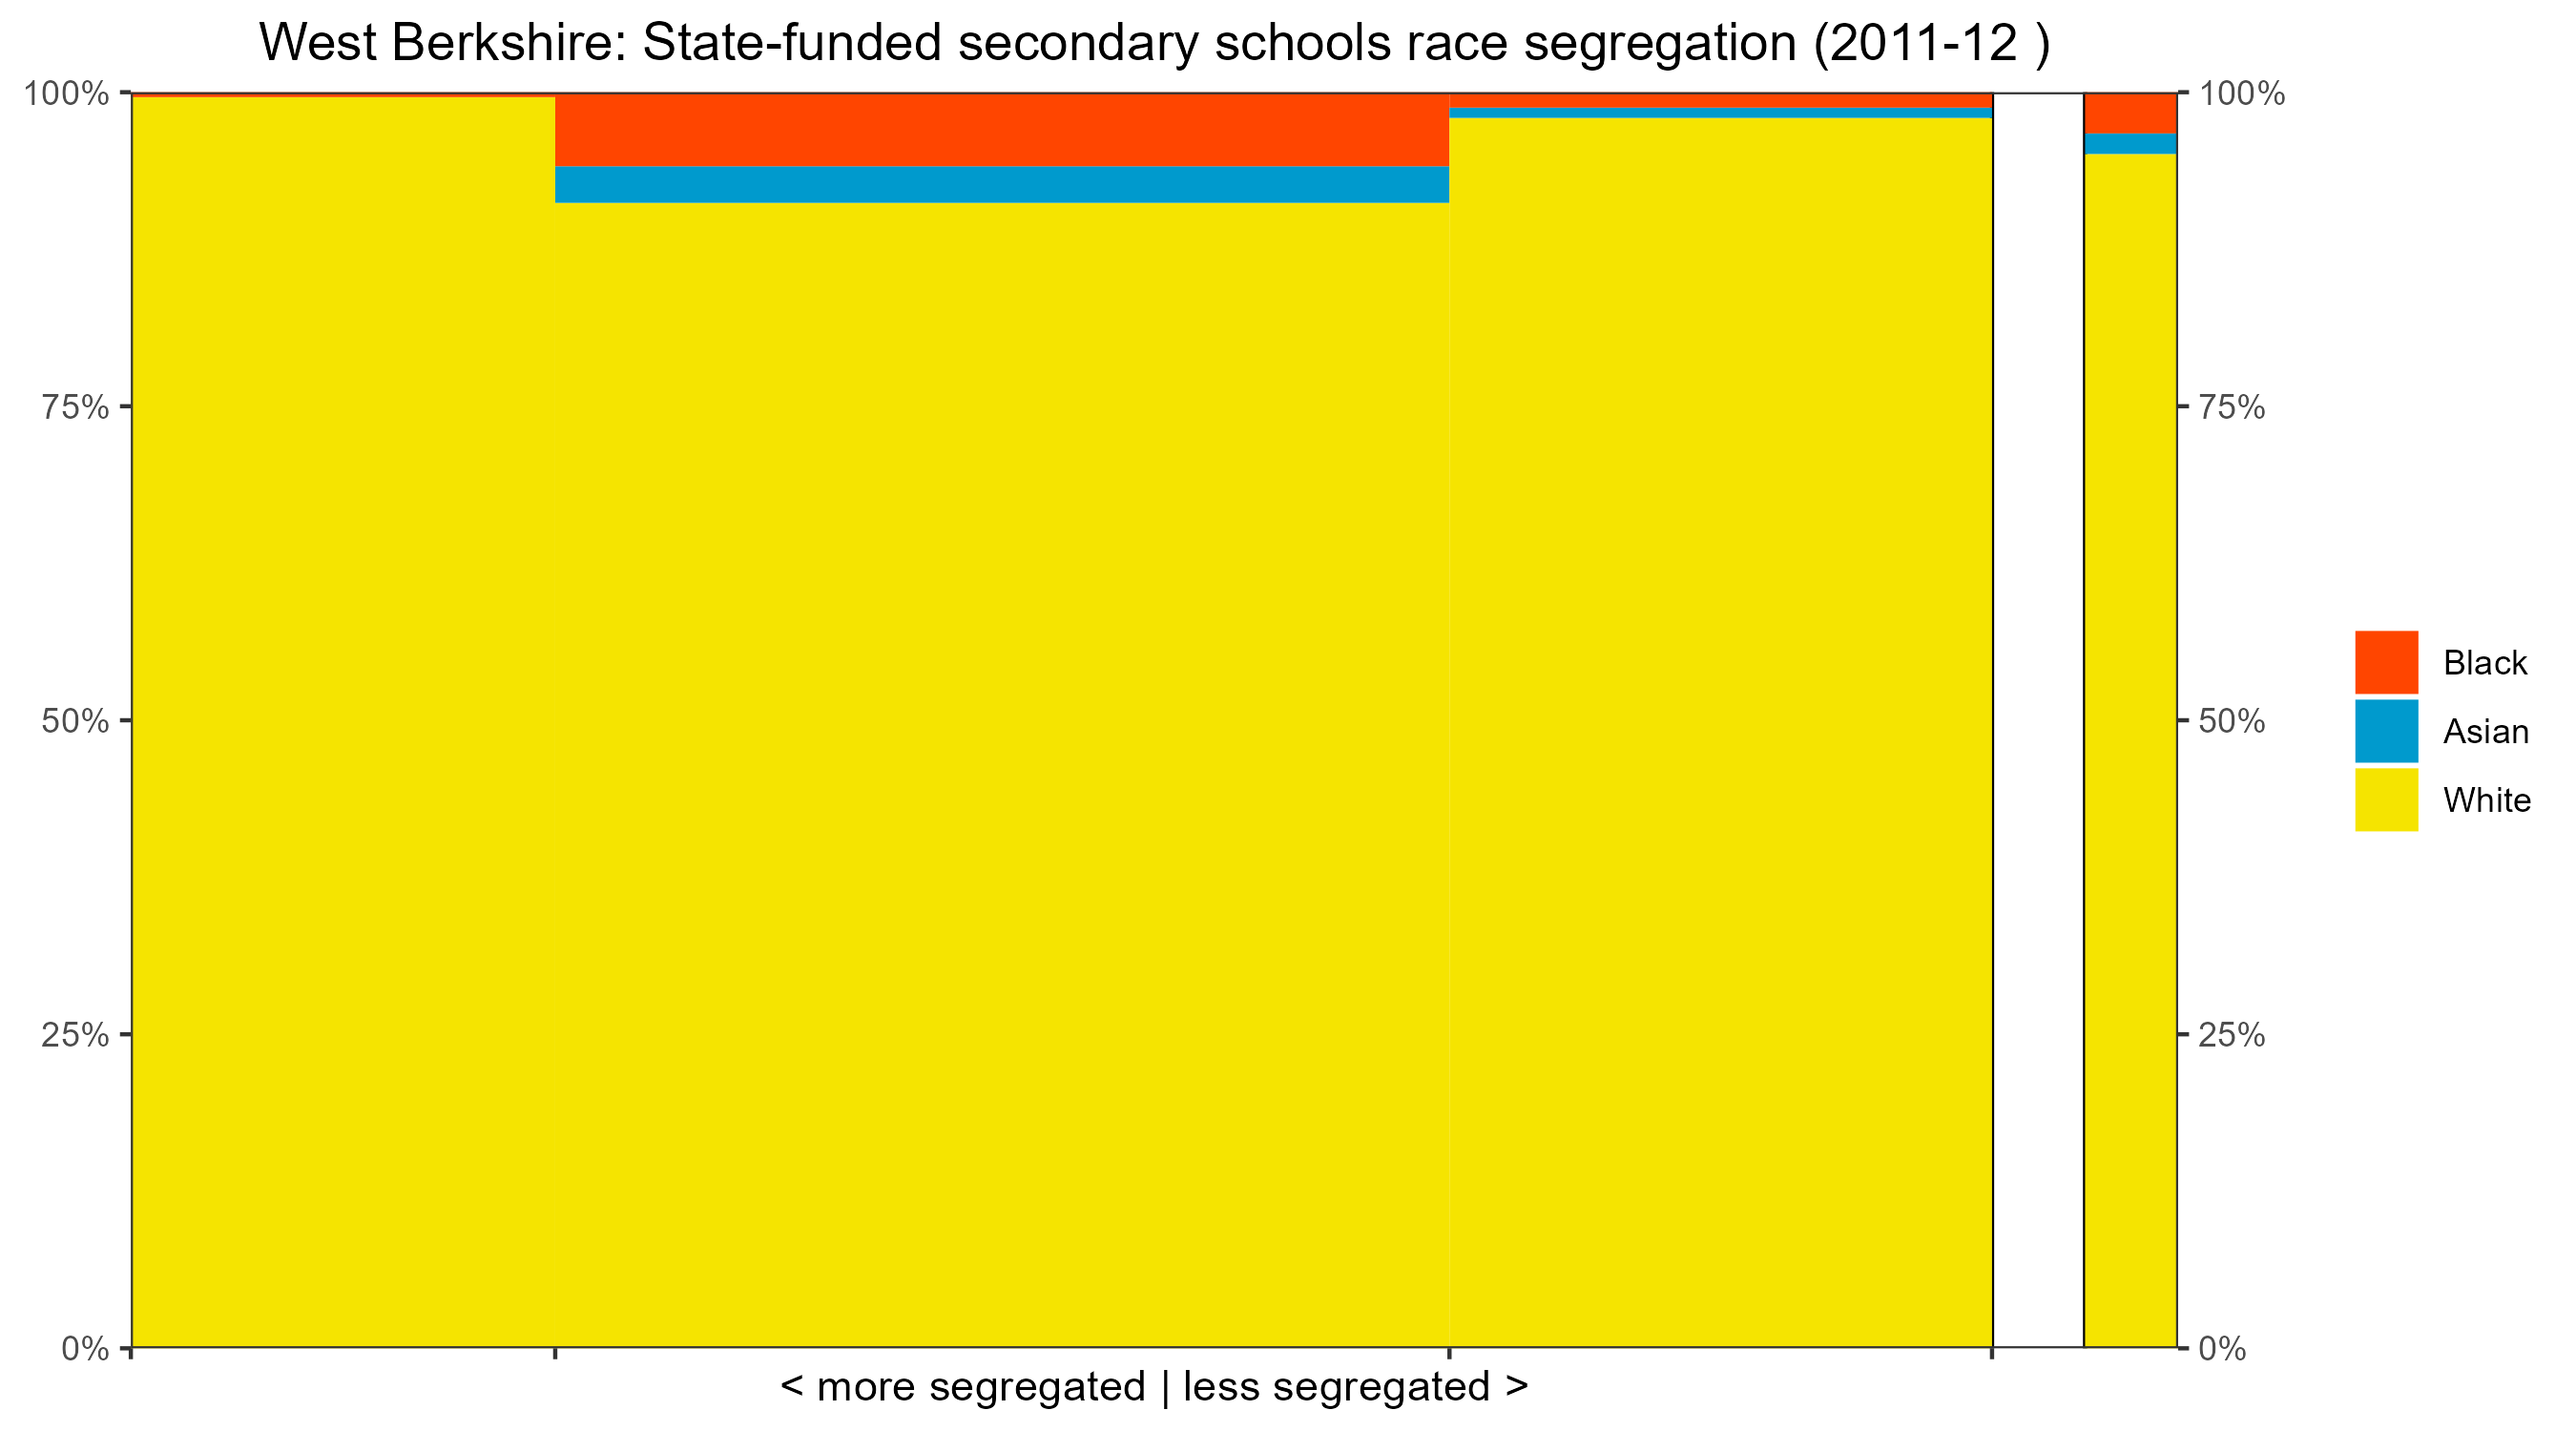 West Berkshire: State-funded secondary schools race segregation (2011-12 )
100%
75%
50%
25%
0%
100%
75%
50%
25%
0%
< more segregated | less segregated >
Black
Asian
White